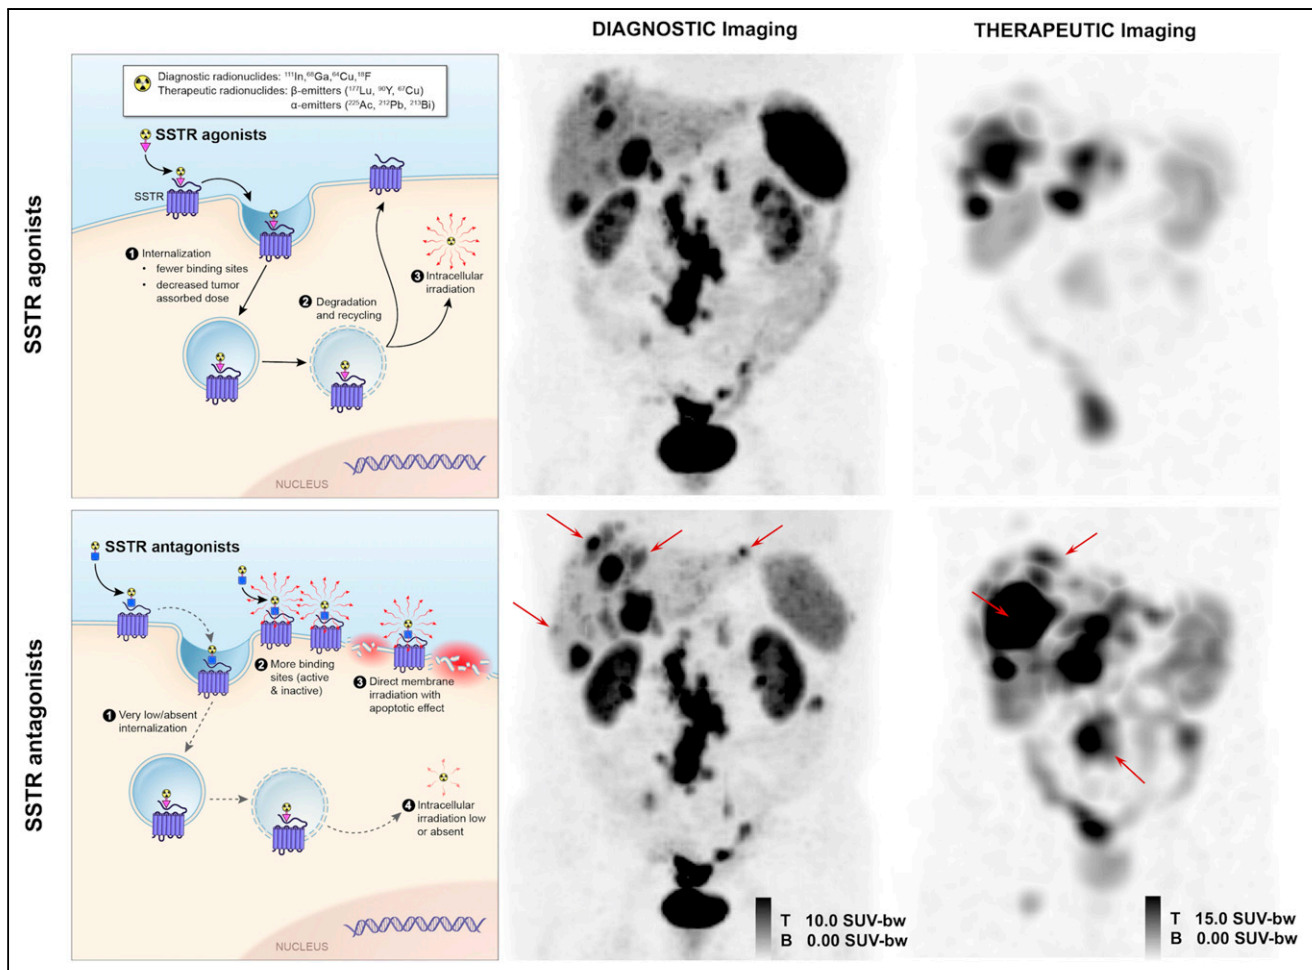 DIAGNOSTIC Imaging
THERAPEUTIC Imaging
SSTR agonists
Diagnostic radionuclides: ¹¹¹In,⁶⁸Ga,⁶⁴Cu,¹⁸F
Therapeutic radionuclides: β-emitters (¹⁷⁷Lu, ⁹⁰Y, ⁶⁷Cu)
α-emitters (²²⁵Ac, ²¹²Pb, ²¹³Bi)
SSTR agonists
SSTR
1 Internalization
• fewer binding sites
• decreased tumor
assorbed dose
2 Degradation
and recycling
3 Intracellular
irradiation
NUCLEUS
SSTR antagonists
SSTR antagonists
2 More binding
sites (active
& inactive)
3 Direct membrane
irradiation with
apoptotic effect
1 Very low/absent
internalization
4 Intracellular
irradiation low
or absent
NUCLEUS
T 10.0 SUV-bw
B 0.00 SUV-bw
T 15.0 SUV-bw
B 0.00 SUV-bw